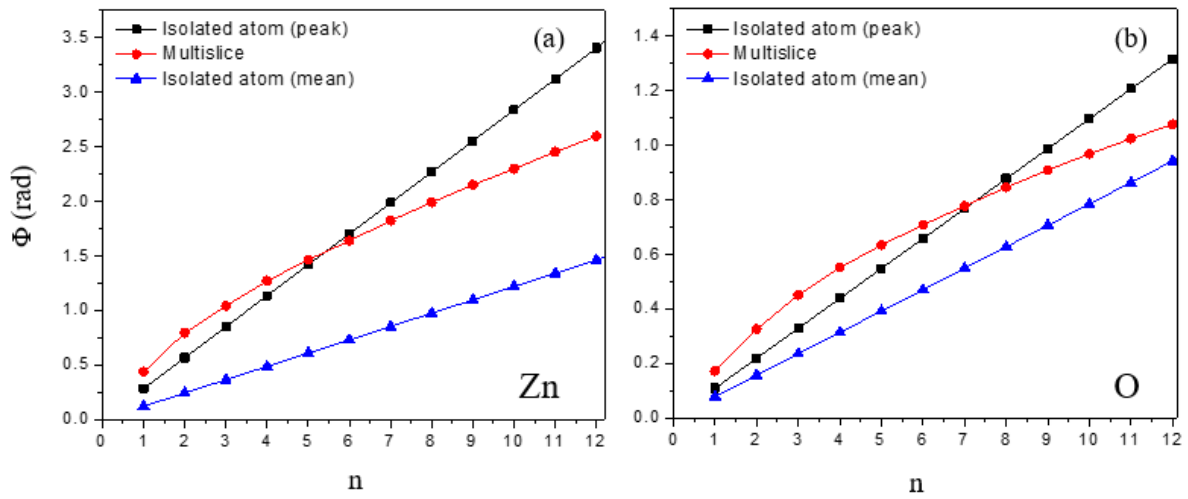 Isolated atom (peak)
Multislice
Isolated atom (mean)
(a)
3.5
3.0
2.5
2.0
1.5
1.0
0.5
0.0
Φ (rad)
Zn
0 1 2 3 4 5 6 7 8 9 10 11 12
n
Isolated atom (peak)
Multislice
Isolated atom (mean)
(b)
1.4
1.2
1.0
0.8
0.6
0.4
0.2
0.0
O
0 1 2 3 4 5 6 7 8 9 10 11 12
n